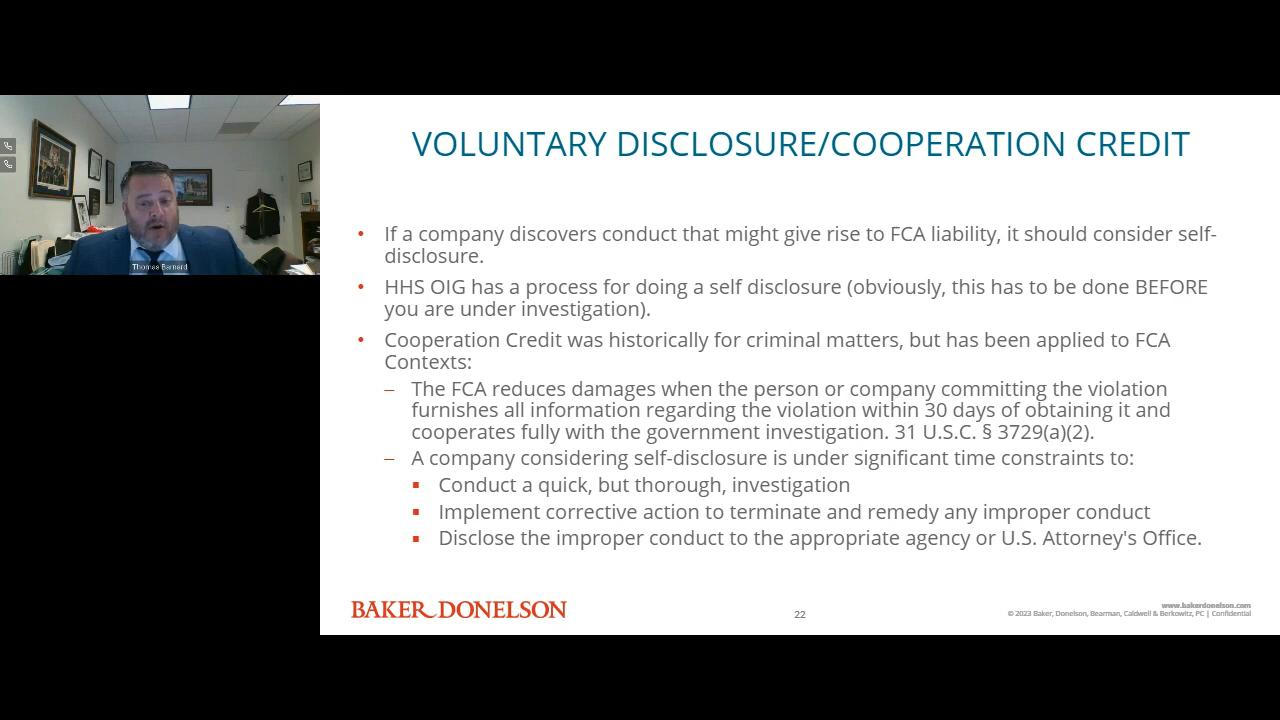 VOLUNTARY DISCLOSURE/COOPERATION CREDIT
• If a company discovers conduct that might give rise to FCA liability, it should consider self-
disclosure.
• HHS OIG has a process for doing a self disclosure (obviously, this has to be done BEFORE
you are under investigation).
• Cooperation Credit was historically for criminal matters, but has been applied to FCA
Contexts:
– The FCA reduces damages when the person or company committing the violation
furnishes all information regarding the violation within 30 days of obtaining it and
cooperates fully with the government investigation. 31 U.S.C. § 3729(a)(2).
– A company considering self-disclosure is under significant time constraints to:
▪ Conduct a quick, but thorough, investigation
▪ Implement corrective action to terminate and remedy any improper conduct
▪ Disclose the improper conduct to the appropriate agency or U.S. Attorney's Office.
Thomas Barnard
BAKER DONELSON
22
www.bakerdonelson.com
© 2023 Baker, Donelson, Bearman, Caldwell & Berkowitz, PC | Confidential